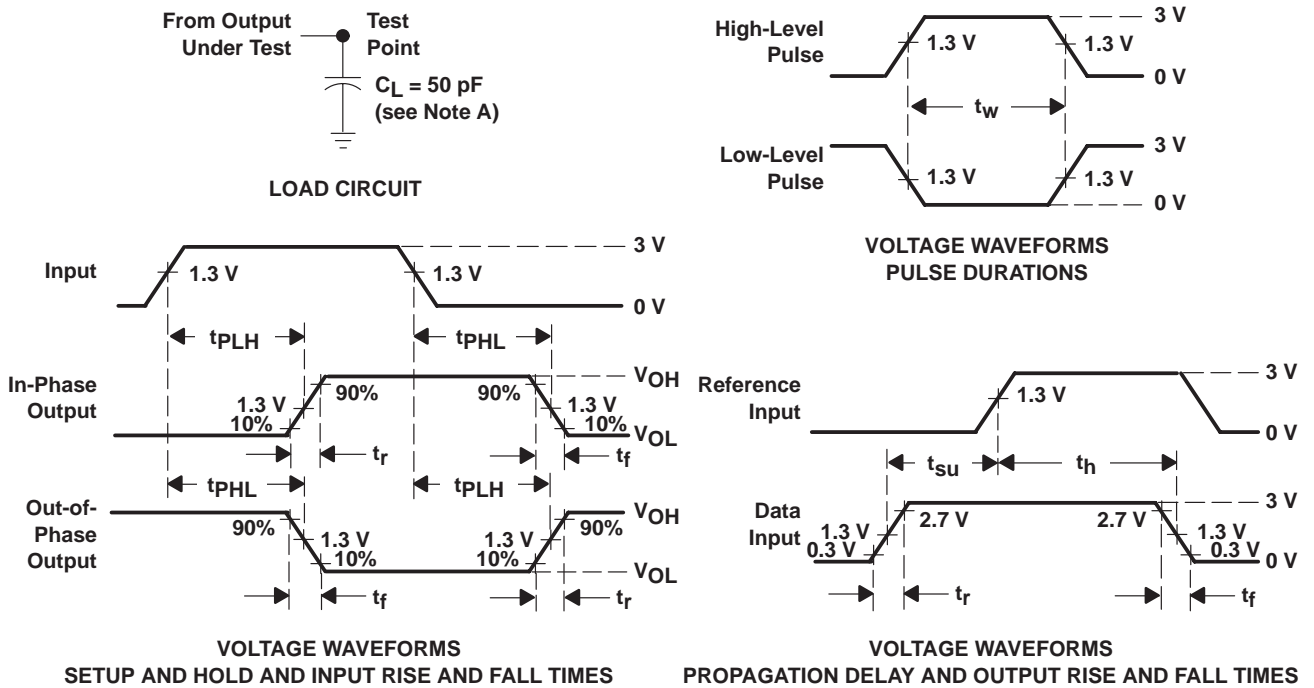 From Output
Under Test
Test
Point
CL = 50 pF
(see Note A)
LOAD CIRCUIT
High-Level
Pulse
1.3 V
1.3 V
3 V
0 V
tw
Low-Level
Pulse
1.3 V
1.3 V
3 V
0 V
VOLTAGE WAVEFORMS
PULSE DURATIONS
Input
1.3 V
1.3 V
3 V
0 V
tPLH
tPHL
In-Phase
Output
1.3 V
10%
90%
90%
1.3 V
10%
VOH
VOL
tr
tf
tPHL
tPLH
Out-of-
Phase
Output
90%
1.3 V
10%
1.3 V
10%
90%
VOH
VOL
tf
tr
VOLTAGE WAVEFORMS
SETUP AND HOLD AND INPUT RISE AND FALL TIMES
Reference
Input
1.3 V
3 V
0 V
tsu
th
Data
Input
1.3 V
0.3 V
2.7 V
2.7 V
1.3 V
0.3 V
3 V
0 V
tr
tf
VOLTAGE WAVEFORMS
PROPAGATION DELAY AND OUTPUT RISE AND FALL TIMES